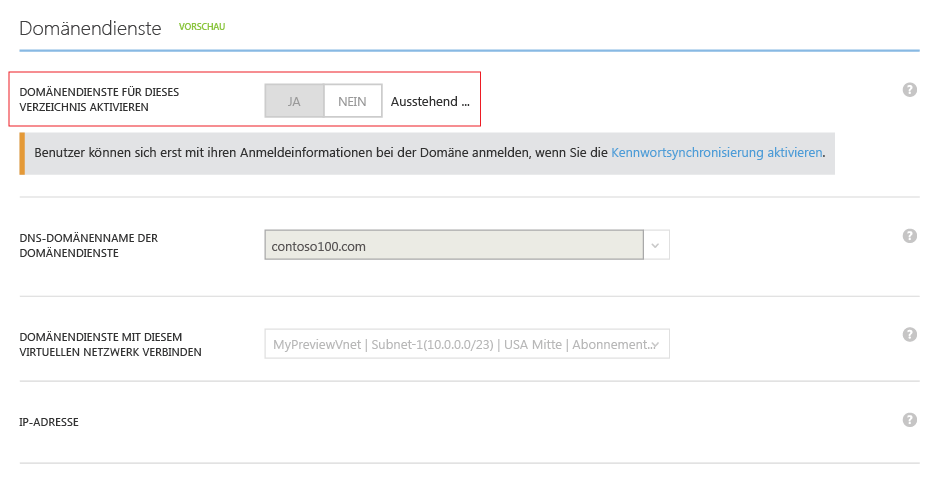 Domänendienste VORSCHAU
DOMÄNENDIENSTE FÜR DIESES
VERZEICHNIS AKTIVIEREN
JA NEIN Ausstehend ...
?
Benutzer können sich erst mit ihren Anmeldeinformationen bei der Domäne anmelden, wenn Sie die Kennwortsynchronisierung aktivieren.
DNS-DOMÄNENNAME DER
DOMÄNENDIENSTE
contoso100.com
?
DOMÄNENDIENSTE MIT DIESEM
VIRTUELLEN NETZWERK VERBINDEN
MyPreviewVnet | Subnet-1(10.0.0.0/23) | USA Mitte | Abonnement..
?
IP-ADRESSE
?